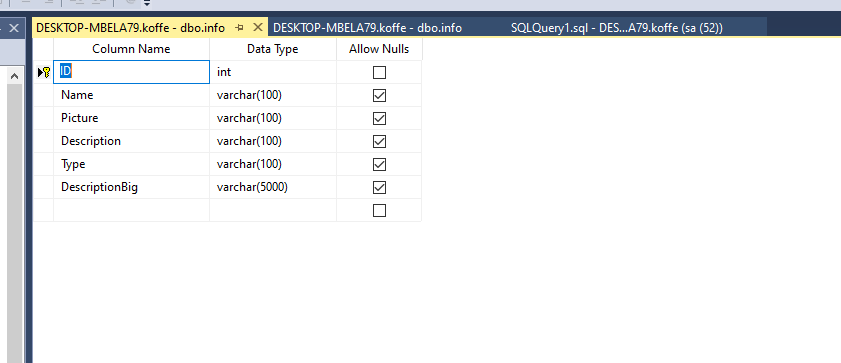 DESKTOP-MBELA79.koffe - dbo.info DESKTOP-MBELA79.koffe - dbo.info SQLQuery1.sql - DES...A79.koffe (sa (52))
Column Name Data Type Allow Nulls
ID int
Name varchar(100)
Picture varchar(100)
Description varchar(100)
Type varchar(100)
DescriptionBig varchar(5000)